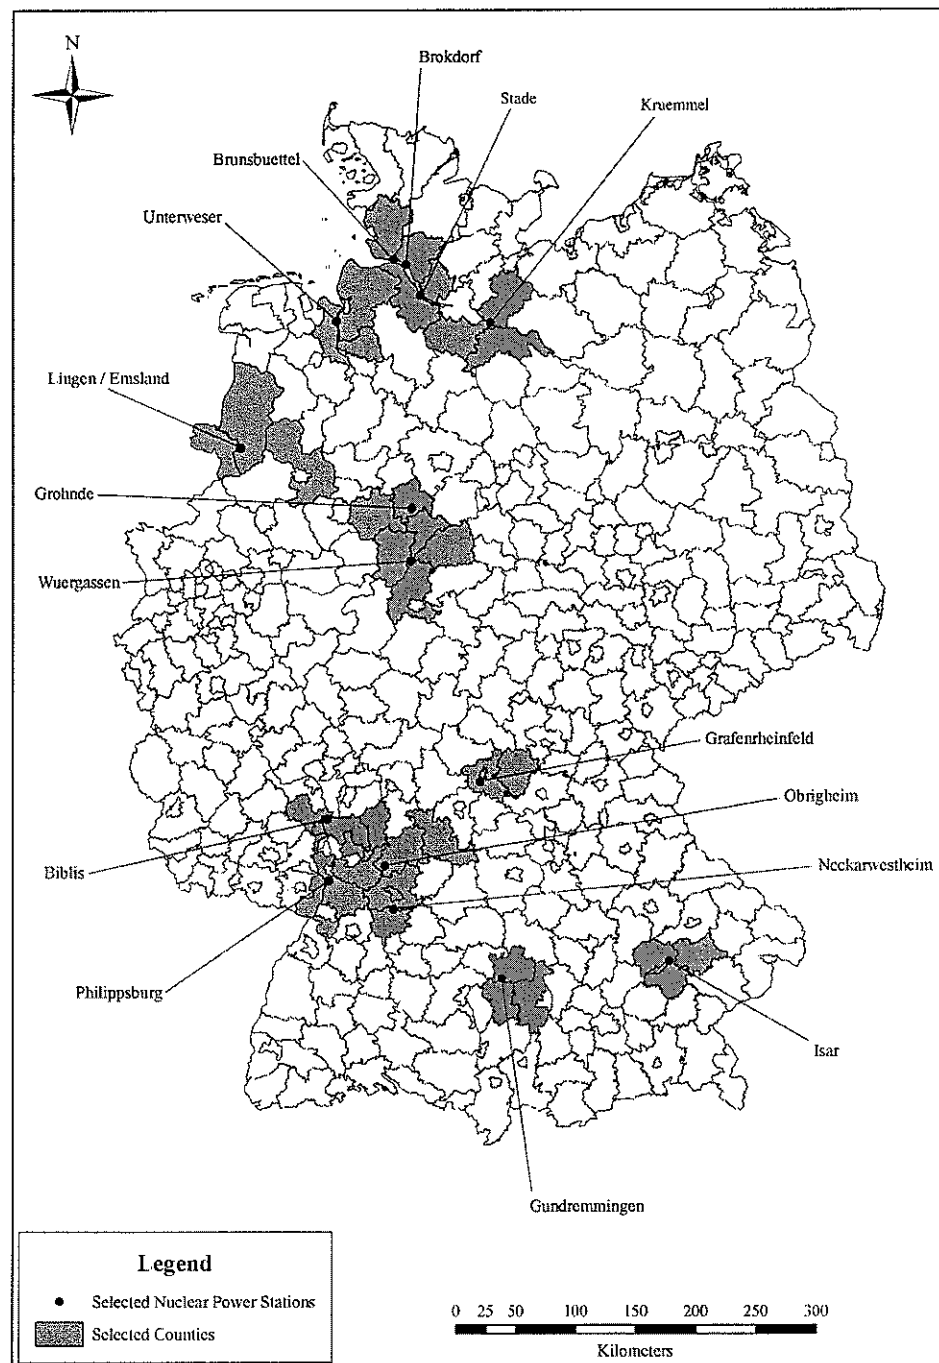 N
Brokdorf
Stade
Kruemmel
Brunsbuettel
Unterweser
Lingen / Emsland
Grohnde
Wuergassen
Grafenrheinfeld
Obrigheim
Biblis
Neckarwestheim
Philippsburg
Isar
Gundremmingen
Legend
Selected Nuclear Power Stations
Selected Counties
0 25 50 100 150 200 250 300
Kilometers